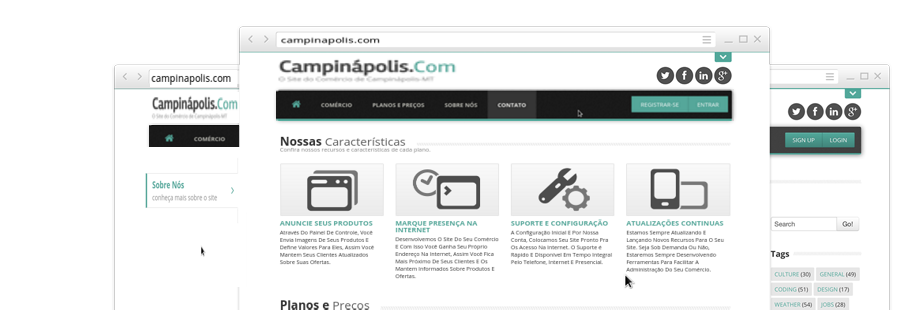 campinapolis.com
Campinápolis.Com
O Site do Comércio de Campinápolis-MT
COMÉRCIO
PLANOS E PREÇOS
SOBRE NÓS
CONTATO
REGISTRAR-SE
ENTRAR
Nossas Características
Confira nossos recursos e características de cada plano.
ANUNCIE SEUS PRODUTOS
Através Do Painel De Controle, Você
Envia Imagens De Seus Produtos E
Define Valores Para Eles, Assim Você
Mantem Seus Clientes Atualizados
Sobre Suas Ofertas.
MARQUE PRESENÇA NA
INTERNET
Desenvolvemos O Site Do Seu Comércio
E Com Isso Você Ganha Seu Próprio
Endereço Na Internet, Assim Você Fica
Mais Próximo De Seus Clientes E Os
Mantem Informados Sobre Produtos E
Ofertas.
SUPORTE E CONFIGURAÇÃO
A Configuração Inicial É Por Nossa
Conta, Colocamos Seu Site Pronto Pra
Os Acesso Na Internet. O Suporte é
Rapido E Disponivel Em Tempo Integral
Pelo Telefone, Internet E Presencial.
ATUALIZAÇÕES CONTINUAS
Estamos Sempre Atualizando E
Lançando Novos Recursos Para O Seu
Site. Seja Sob Demanda Ou Não,
Estaremos Sempre Desenvolvendo
Ferramentas Para Facilitar A
Administração Do Seu Comércio.
Planos e Preços
campinapolis.com
Campinápolis.Com
O Site do Comércio de Campinápolis-MT
COMÉRCIO
Sobre Nós
conheça mais sobre o site
SIGN UP
LOGIN
Search
Go!
Tags
CULTURE (30)
GENERAL (49)
CODING (51)
DESIGN (17)
WEATHER (54)
JOBS (28)